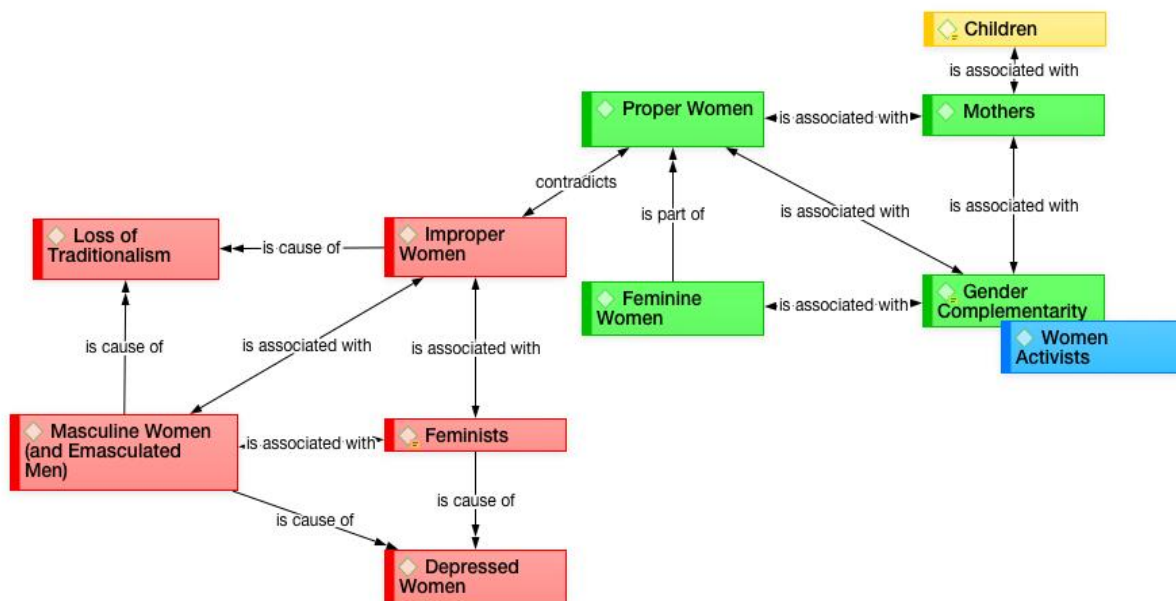 Children
is associated with
Proper Women
is associated with
Mothers
contradicts
is part of
is associated with
is associated with
Loss of
Traditionalism
is cause of
Improper
Women
Feminine
Women
is associated with
Gender
Complementarity
Women
Activists
is cause of
is associated with
is associated with
Masculine Women
(and Emasculated
Men)
is associated with
Feminists
is cause of
is cause of
Depressed
Women